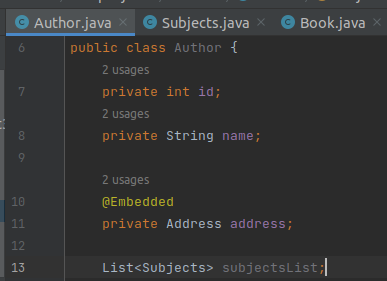 Author.java × Subjects.java × Book.java ×
6 public class Author {
2 usages
7 private int id;
2 usages
8 private String name;
9
2 usages
10 @Embedded
11 private Address address;
12
13 List<Subjects> subjectsList;